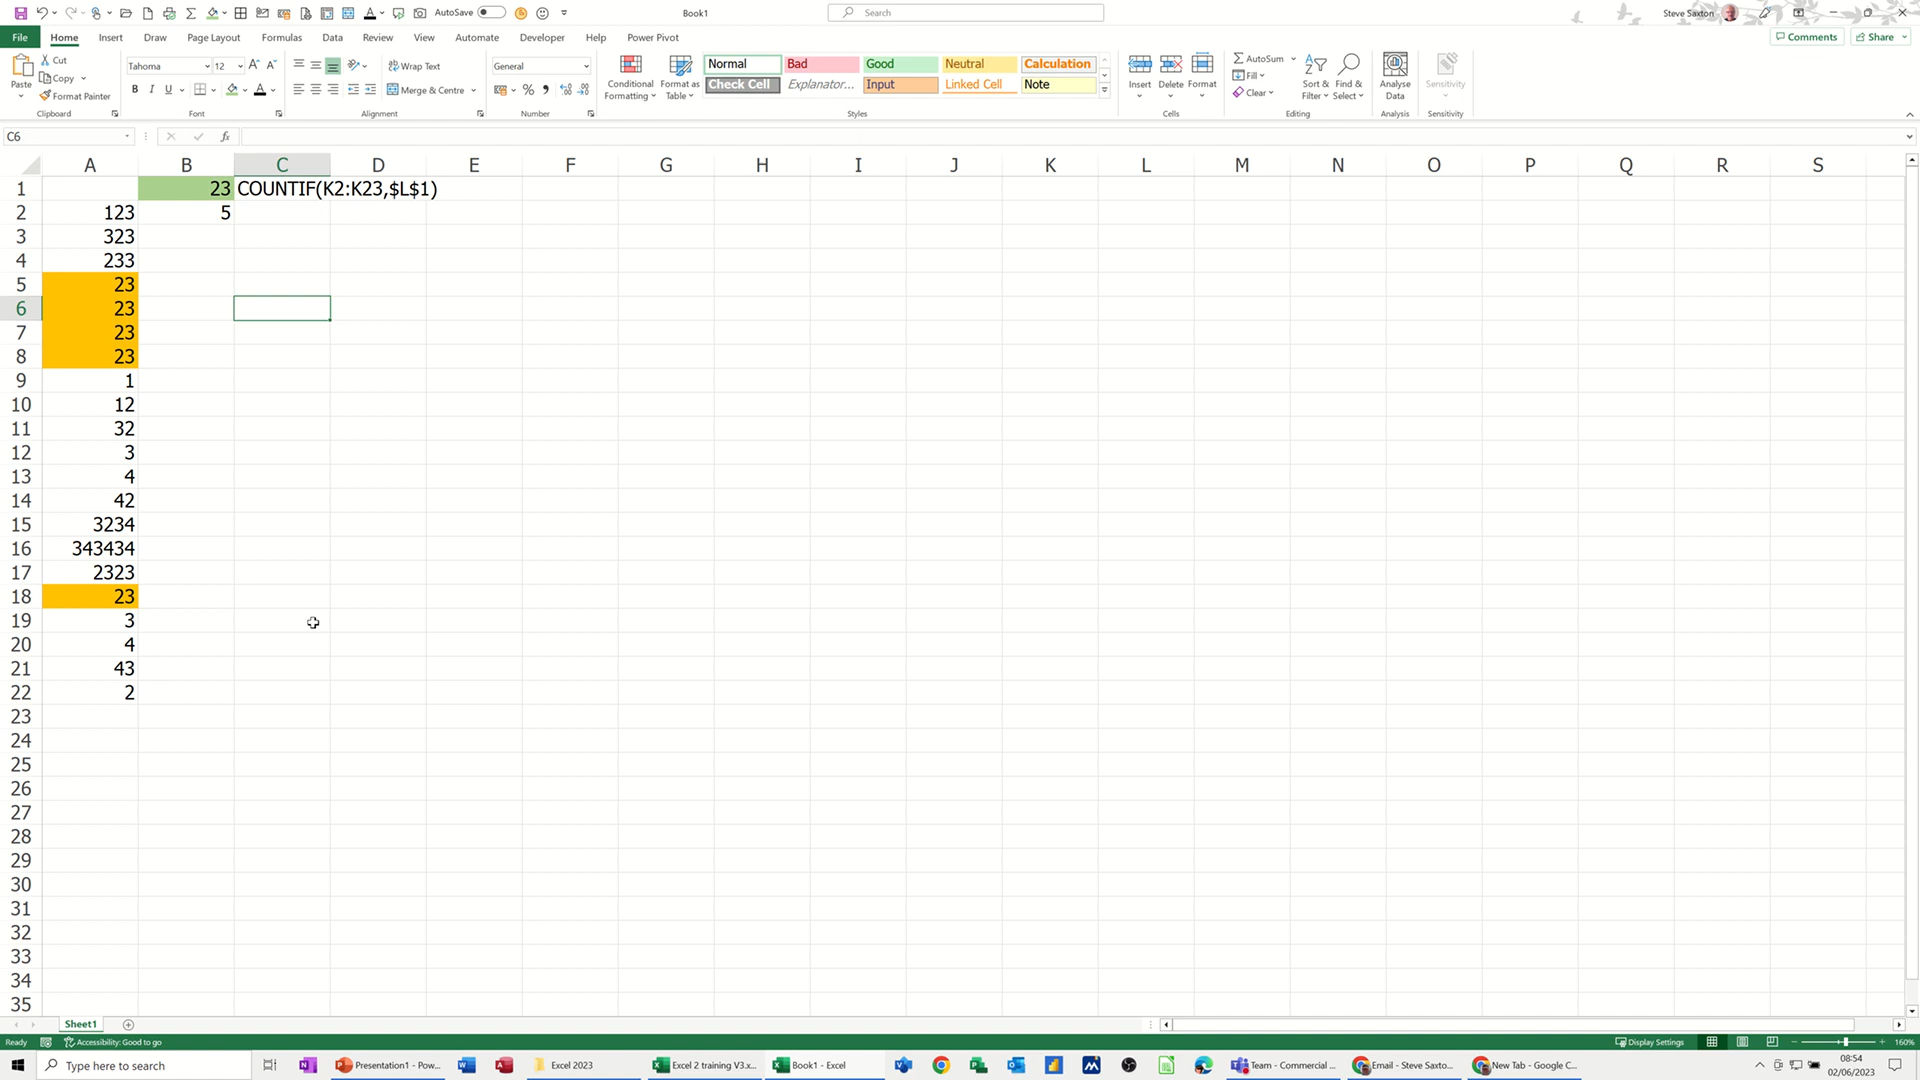 AutoSave
Book1
Search
Steve Saxton
File Home Insert Draw Page Layout Formulas Data Review View Automate Developer Help Power Pivot Comments Share
Paste Cut Copy Format Painter Clipboard
Tahoma 12 B I U A Font
Wrap Text Merge & Centre Alignment
General % Number
Conditional Formatting Format as Table
Normal Bad Good Neutral Calculation
Check Cell Explanator... Input Linked Cell Note
Styles
Insert Delete Format Cells
AutoSum Fill Clear Sort & Filter Find & Select Editing
Analyse Data Analysis
Sensitivity Sensitivity
C6 fx
A B C D E F G H I J K L M N O P Q R S
1 23 COUNTIF(K2:K23,$L$1)
2 123 5
3 323
4 233
5 23
6 23
7 23
8 23
9 1
10 12
11 32
12 3
13 4
14 42
15 3234
16 343434
17 2323
18 23
19 3
20 4
21 43
22 2
23
24
25
26
27
28
29
30
31
32
33
34
35
Sheet1
Ready Accessibility: Good to go Display Settings 160%
Type here to search Presentation1 - Pow... Excel 2023 Excel 2 training V3.x... Book1 - Excel Team - Commercial ... Email - Steve Saxto... New Tab - Google C... 08:54
02/06/2023